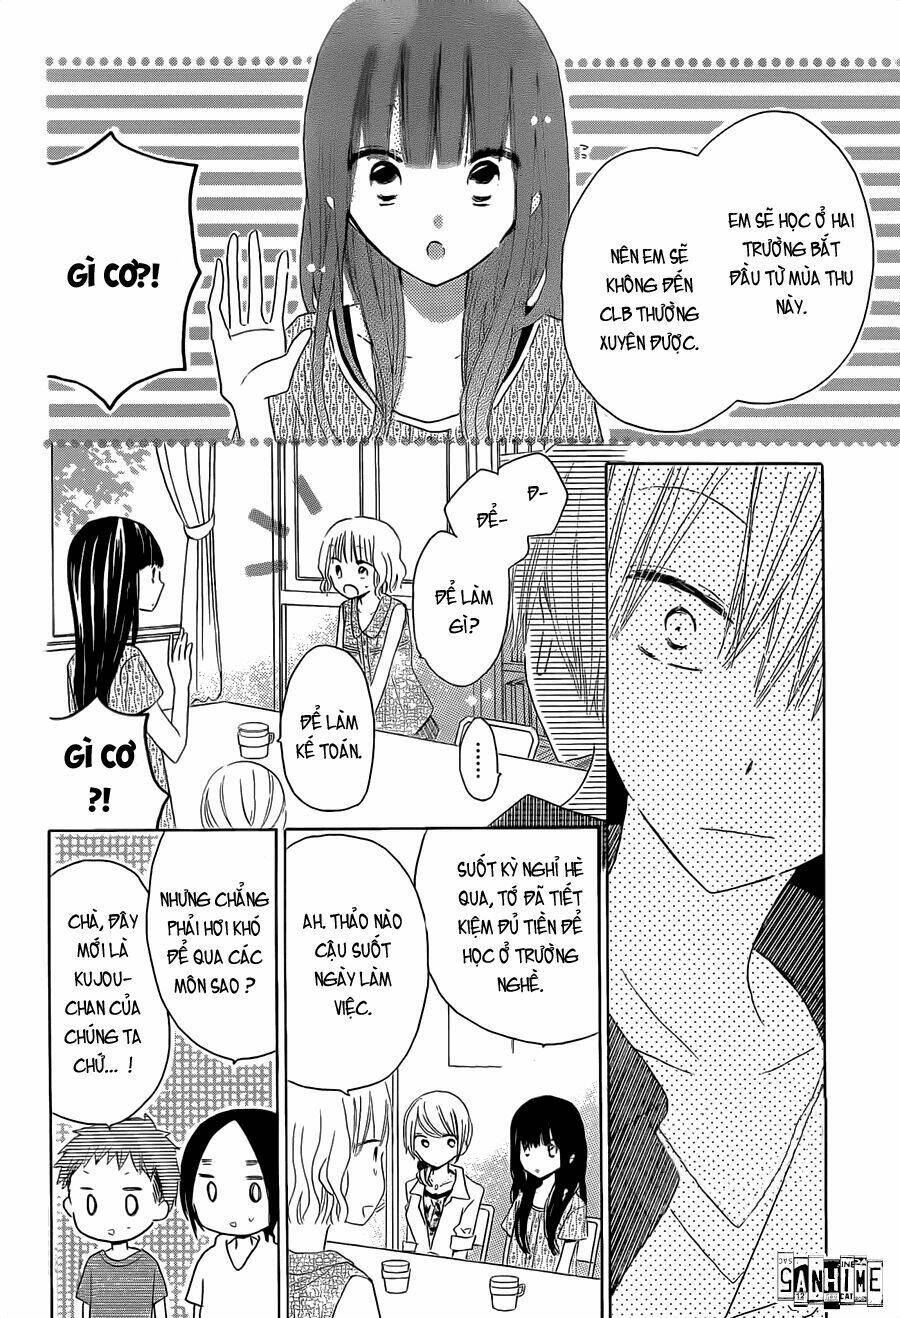 EM SẼ HỌC Ở HAI
TRƯỜNG BẮT
ĐẦU TỪ MÙA THU
NÀY.
NÊN EM SẼ
KHÔNG ĐẾN
CLB THƯỜNG
XUYÊN ĐƯỢC.
GÌ CƠ?!
Đ-
ĐỂ-
ĐỂ LÀM
GÌ?
......
ĐỂ LÀM
KẾ TOÁN.
GÌ CƠ
?!
SUỐT KỲ NGHỈ HÈ
QUA, TỚ ĐÃ TIẾT
KIỆM ĐỦ TIỀN ĐỂ
HỌC Ở TRƯỜNG
NGHỀ.
AH. THẢO NÀO
CẬU SUỐT
NGÀY LÀM
VIỆC.
NHƯNG CHẲNG
PHẢI HƠI KHÓ
ĐỂ QUA CÁC
MÔN SAO ?
CHÀ, ĐÂY
MỚI LÀ
KUJOU-
CHAN CỦA
CHÚNG TA
CHỨ... !
SANHIME